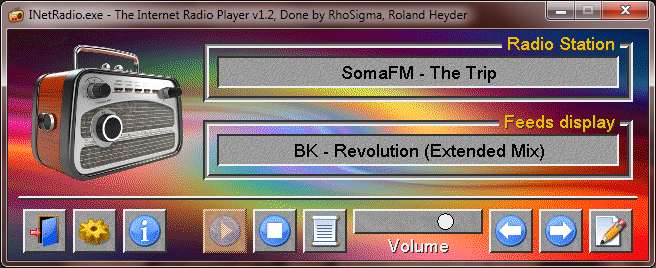 INetRadio.exe - The Internet Radio Player v1.2, Done by RhoSigma, Roland Heyder
Radio Station
SomaFM - The Trip
Feeds display
BK - Revolution (Extended Mix)
Volume